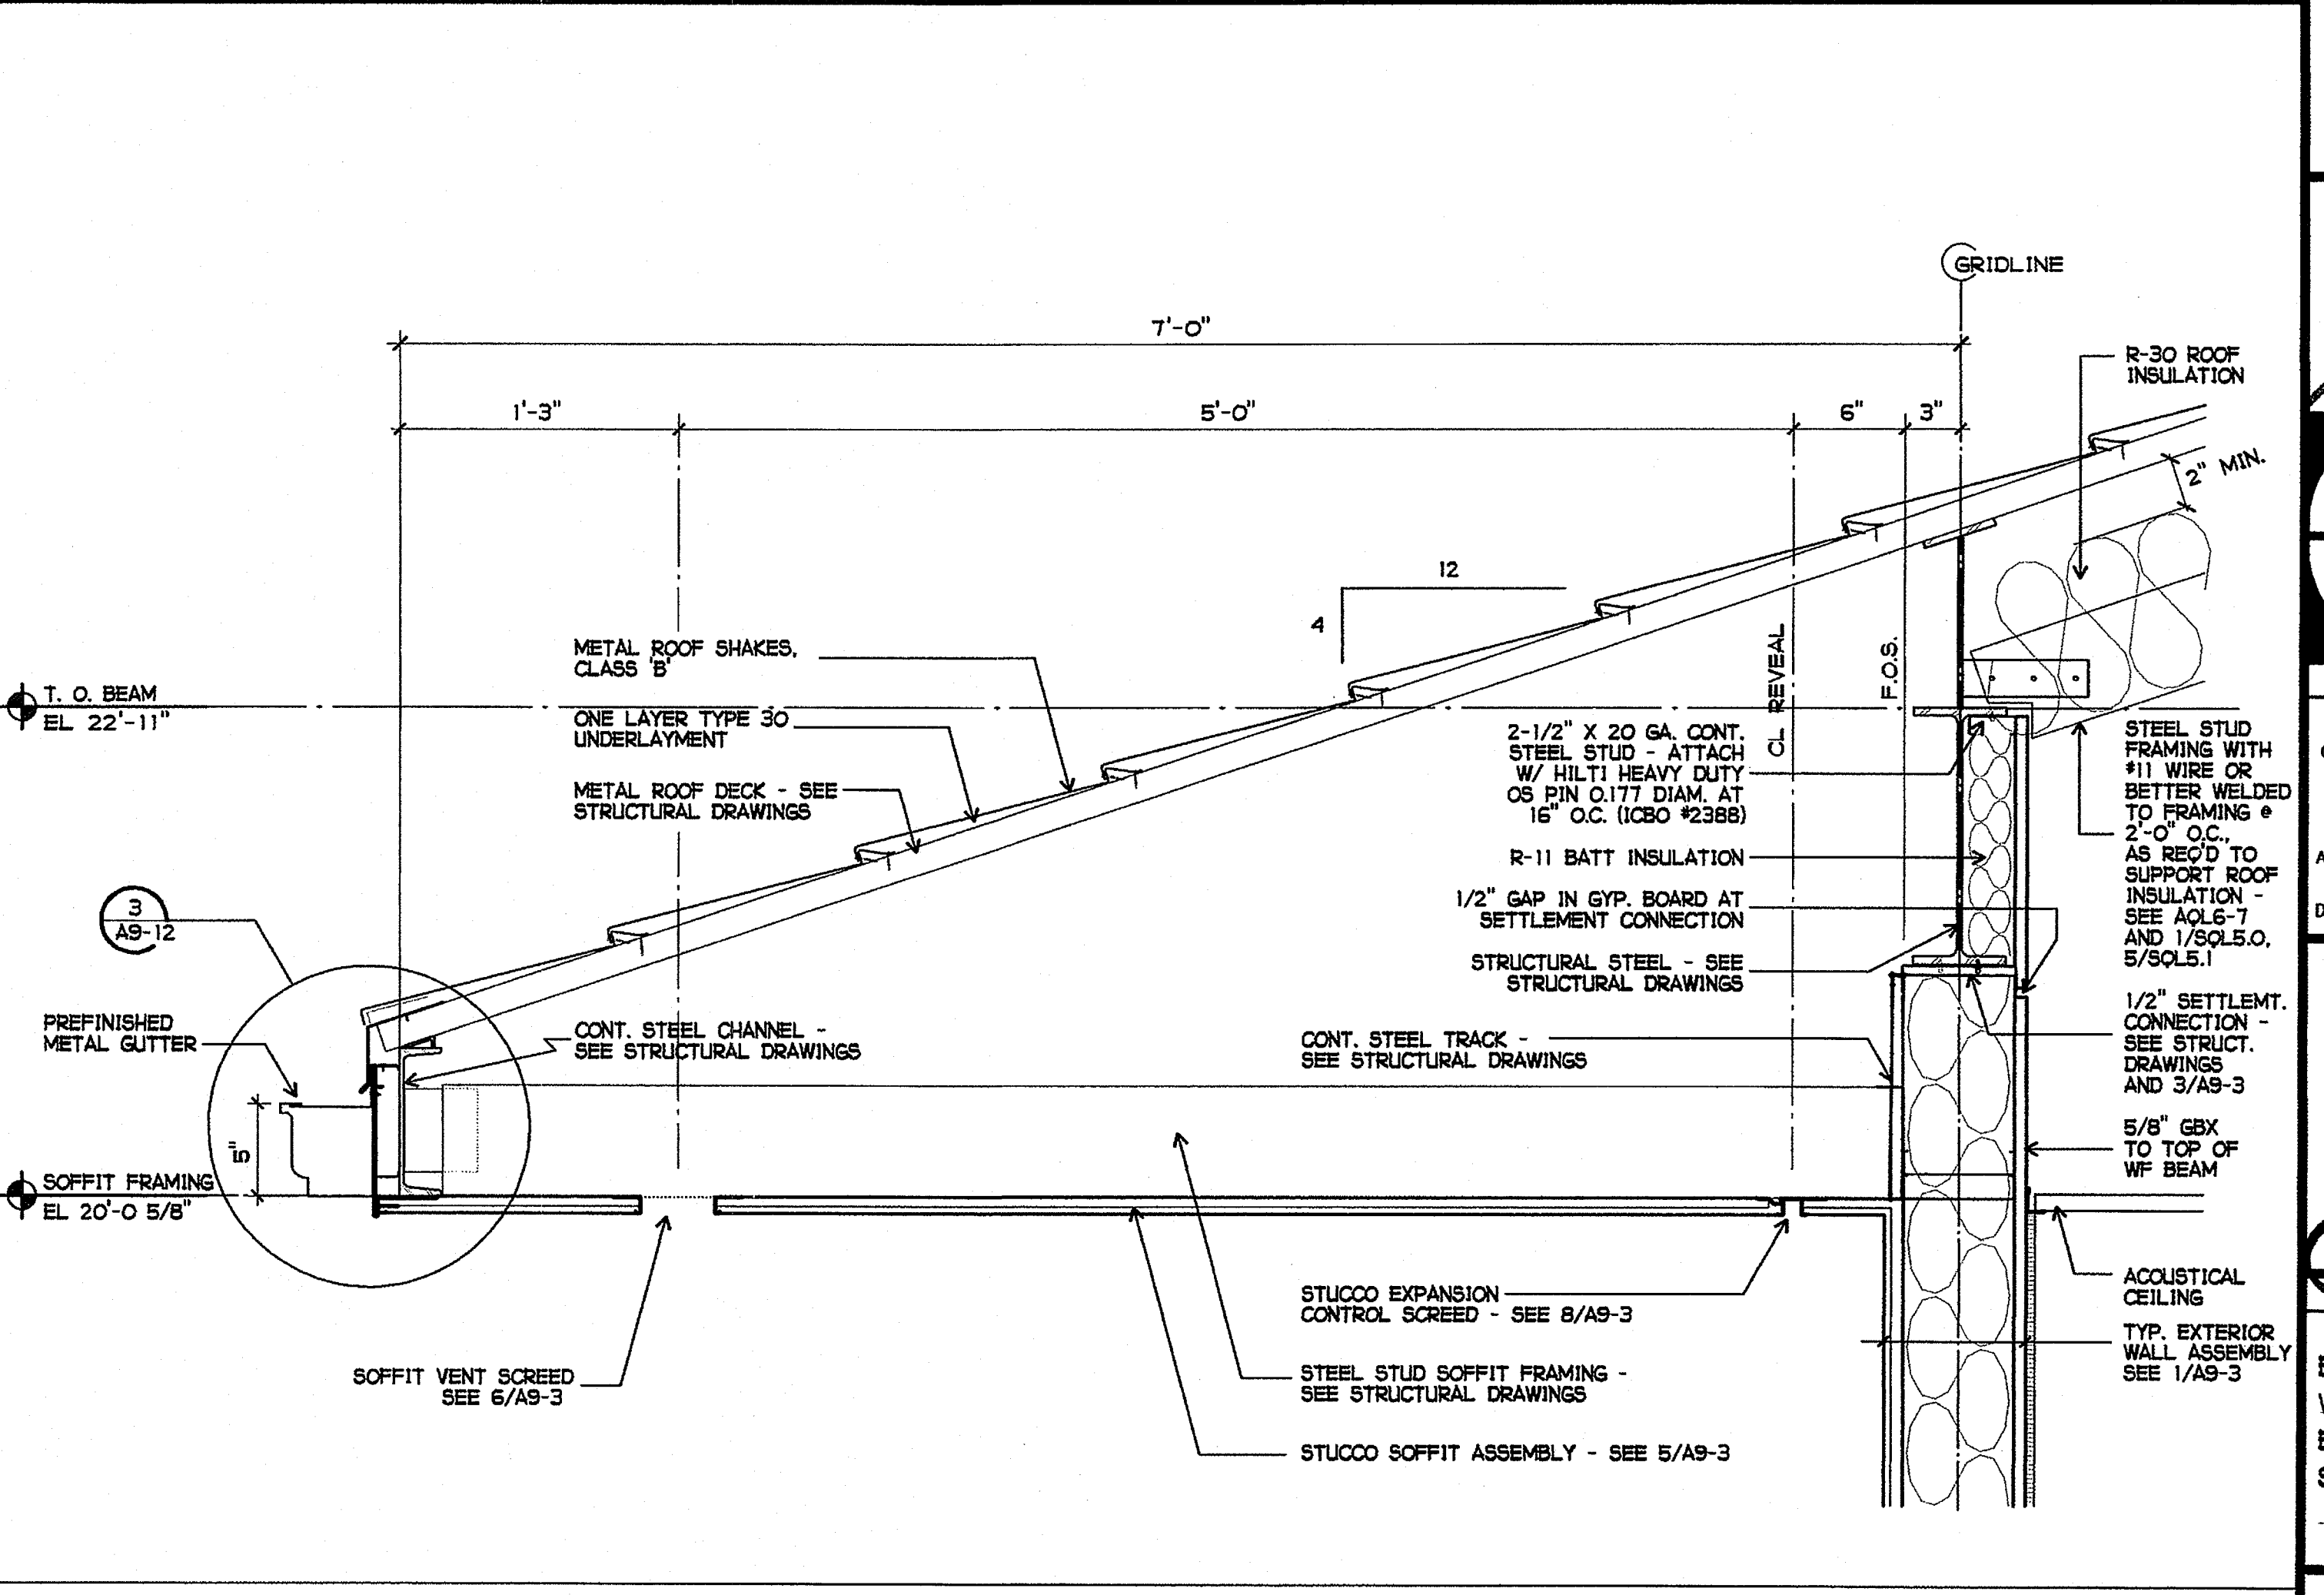 GRIDLINE
7'-0"
1'-3"
5'-0"
6"
3"
R-30 ROOF
INSULATION
2" MIN.
12
4
METAL ROOF SHAKES,
CLASS 'B'
ONE LAYER TYPE 30
UNDERLAYMENT
METAL ROOF DECK - SEE
STRUCTURAL DRAWINGS
T. O. BEAM
EL 22'-11"
CL REVEAL
F.O.S.
2-1/2" X 20 GA. CONT.
STEEL STUD - ATTACH
W/ HILTI HEAVY DUTY
OS PIN 0.177 DIAM. AT
16" O.C. (ICBO #2388)
R-11 BATT INSULATION
1/2" GAP IN GYP. BOARD AT
SETTLEMENT CONNECTION
STRUCTURAL STEEL - SEE
STRUCTURAL DRAWINGS
STEEL STUD
FRAMING WITH
#11 WIRE OR
BETTER WELDED
TO FRAMING @
2'-0" O.C.,
AS REQ'D TO
SUPPORT ROOF
INSULATION -
SEE AQL6-7
AND 1/SQL5.0,
5/SQL5.1
3
A9-12
PREFINISHED
METAL GUTTER
CONT. STEEL CHANNEL -
SEE STRUCTURAL DRAWINGS
CONT. STEEL TRACK -
SEE STRUCTURAL DRAWINGS
1/2" SETTLEMT.
CONNECTION -
SEE STRUCT.
DRAWINGS
AND 3/A9-3
5/8" GBX
TO TOP OF
WF BEAM
5"
SOFFIT FRAMING
EL 20'-0 5/8"
SOFFIT VENT SCREED
SEE 6/A9-3
STUCCO EXPANSION
CONTROL SCREED - SEE 8/A9-3
STEEL STUD SOFFIT FRAMING -
SEE STRUCTURAL DRAWINGS
STUCCO SOFFIT ASSEMBLY - SEE 5/A9-3
ACOUSTICAL
CEILING
TYP. EXTERIOR
WALL ASSEMBLY
SEE 1/A9-3